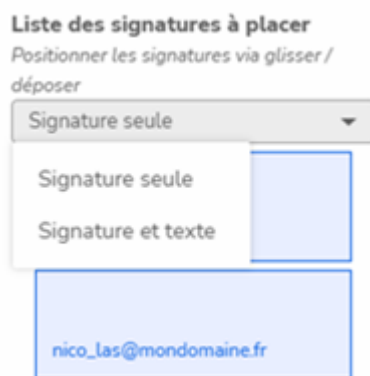 Liste des signatures à placer
Positionner les signatures via glisser /
déposer
Signature seule
Signature seule
Signature et texte
nico_las@mondomaine.fr